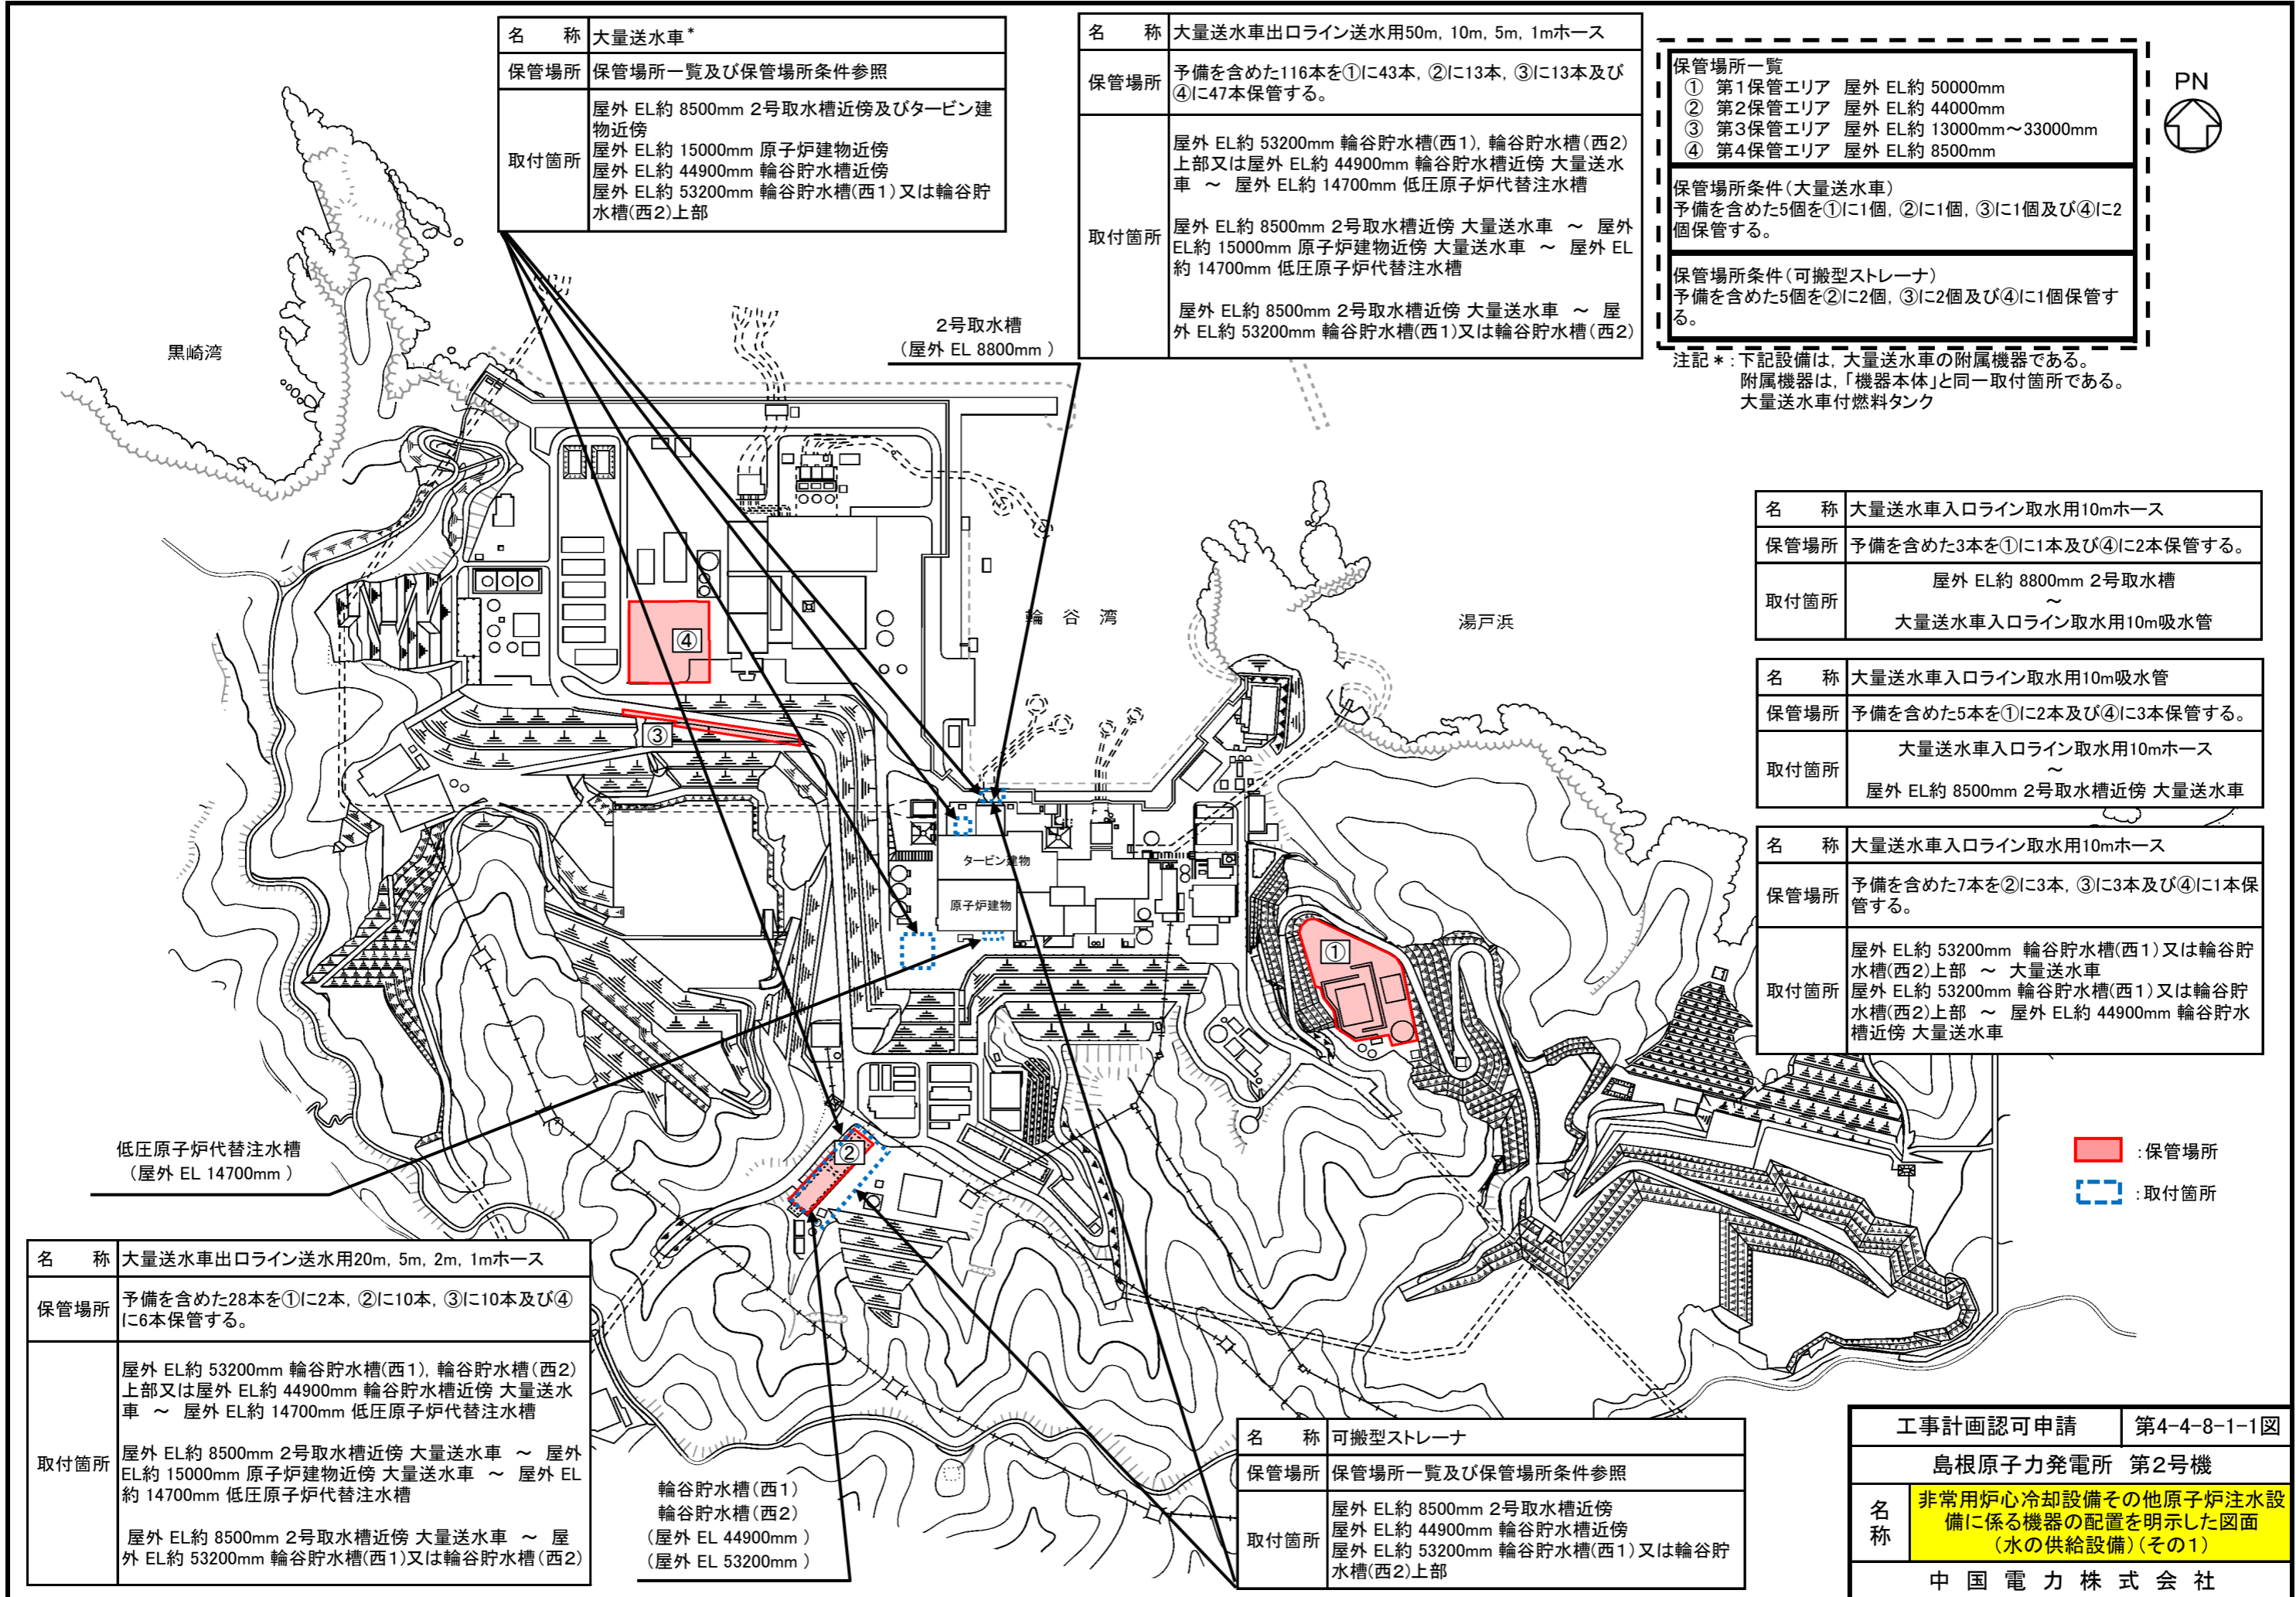 名　称 大量送水車*
保管場所 保管場所一覧及び保管場所条件参照
取付箇所
屋外 EL約 8500mm 2号取水槽近傍及びタービン建
物近傍
屋外 EL約 15000mm 原子炉建物近傍
屋外 EL約 44900mm 輪谷貯水槽近傍
屋外 EL約 53200mm 輪谷貯水槽(西1)又は輪谷貯
水槽(西2)上部
名　称 大量送水車出口ライン送水用50m, 10m, 5m, 1mホース
保管場所
予備を含めた116本を①に43本, ②に13本, ③に13本及び
④に47本保管する。
取付箇所
屋外 EL約 53200mm 輪谷貯水槽(西1), 輪谷貯水槽(西2)
上部又は屋外 EL約 44900mm 輪谷貯水槽近傍 大量送水
車 ～ 屋外 EL約 14700mm 低圧原子炉代替注水槽
屋外 EL約 8500mm 2号取水槽近傍 大量送水車 ～ 屋外
EL約 15000mm 原子炉建物近傍 大量送水車 ～ 屋外 EL
約 14700mm 低圧原子炉代替注水槽
屋外 EL約 8500mm 2号取水槽近傍 大量送水車 ～ 屋
外 EL約 53200mm 輪谷貯水槽(西1)又は輪谷貯水槽(西2)
保管場所一覧
① 第1保管エリア 屋外 EL約 50000mm
② 第2保管エリア 屋外 EL約 44000mm
③ 第3保管エリア 屋外 EL約 13000mm～33000mm
④ 第4保管エリア 屋外 EL約 8500mm
保管場所条件(大量送水車)
予備を含めた5個を①に1個, ②に1個, ③に1個及び④に2
個保管する。
保管場所条件(可搬型ストレーナ)
予備を含めた5個を②に2個, ③に2個及び④に1個保管す
る。
PN
注記*:下記設備は, 大量送水車の附属機器である。
附属機器は,「機器本体」と同一取付箇所である。
大量送水車付燃料タンク
黒崎湾
2号取水槽
(屋外 EL 8800mm )
輪谷湾
湯戸浜
④
③
タービン建物
原子炉建物
①
②
名　称 大量送水車入口ライン取水用10mホース
保管場所 予備を含めた3本を①に1本及び④に2本保管する。
取付箇所
屋外 EL約 8800mm 2号取水槽
～
大量送水車入口ライン取水用10m吸水管
名　称 大量送水車入口ライン取水用10m吸水管
保管場所 予備を含めた5本を①に2本及び④に3本保管する。
取付箇所
大量送水車入口ライン取水用10mホース
～
屋外 EL約 8500mm 2号取水槽近傍 大量送水車
名　称 大量送水車入口ライン取水用10mホース
保管場所
予備を含めた7本を②に3本, ③に3本及び④に1本保
管する。
取付箇所
屋外 EL約 53200mm 輪谷貯水槽(西1)又は輪谷貯
水槽(西2)上部 ～ 大量送水車
屋外 EL約 53200mm 輪谷貯水槽(西1)又は輪谷貯
水槽(西2)上部 ～ 屋外 EL約 44900mm 輪谷貯水
槽近傍 大量送水車
低圧原子炉代替注水槽
(屋外 EL 14700mm )
:保管場所
:取付箇所
名　称 大量送水車出口ライン送水用20m, 5m, 2m, 1mホース
保管場所
予備を含めた28本を①に2本, ②に10本, ③に10本及び④
に6本保管する。
取付箇所
屋外 EL約 53200mm 輪谷貯水槽(西1), 輪谷貯水槽(西2)
上部又は屋外 EL約 44900mm 輪谷貯水槽近傍 大量送水
車 ～ 屋外 EL約 14700mm 低圧原子炉代替注水槽
屋外 EL約 8500mm 2号取水槽近傍 大量送水車 ～ 屋外
EL約 15000mm 原子炉建物近傍 大量送水車 ～ 屋外 EL
約 14700mm 低圧原子炉代替注水槽
屋外 EL約 8500mm 2号取水槽近傍 大量送水車 ～ 屋
外 EL約 53200mm 輪谷貯水槽(西1)又は輪谷貯水槽(西2)
輪谷貯水槽(西1)
輪谷貯水槽(西2)
(屋外 EL 44900mm )
(屋外 EL 53200mm )
名　称 可搬型ストレーナ
保管場所 保管場所一覧及び保管場所条件参照
取付箇所
屋外 EL約 8500mm 2号取水槽近傍
屋外 EL約 44900mm 輪谷貯水槽近傍
屋外 EL約 53200mm 輪谷貯水槽(西1)又は輪谷貯
水槽(西2)上部
工事計画認可申請 第4-4-8-1-1図
島根原子力発電所 第2号機
名称
非常用炉心冷却設備その他原子炉注水設
備に係る機器の配置を明示した図面
(水の供給設備)(その1)
中国電力株式会社